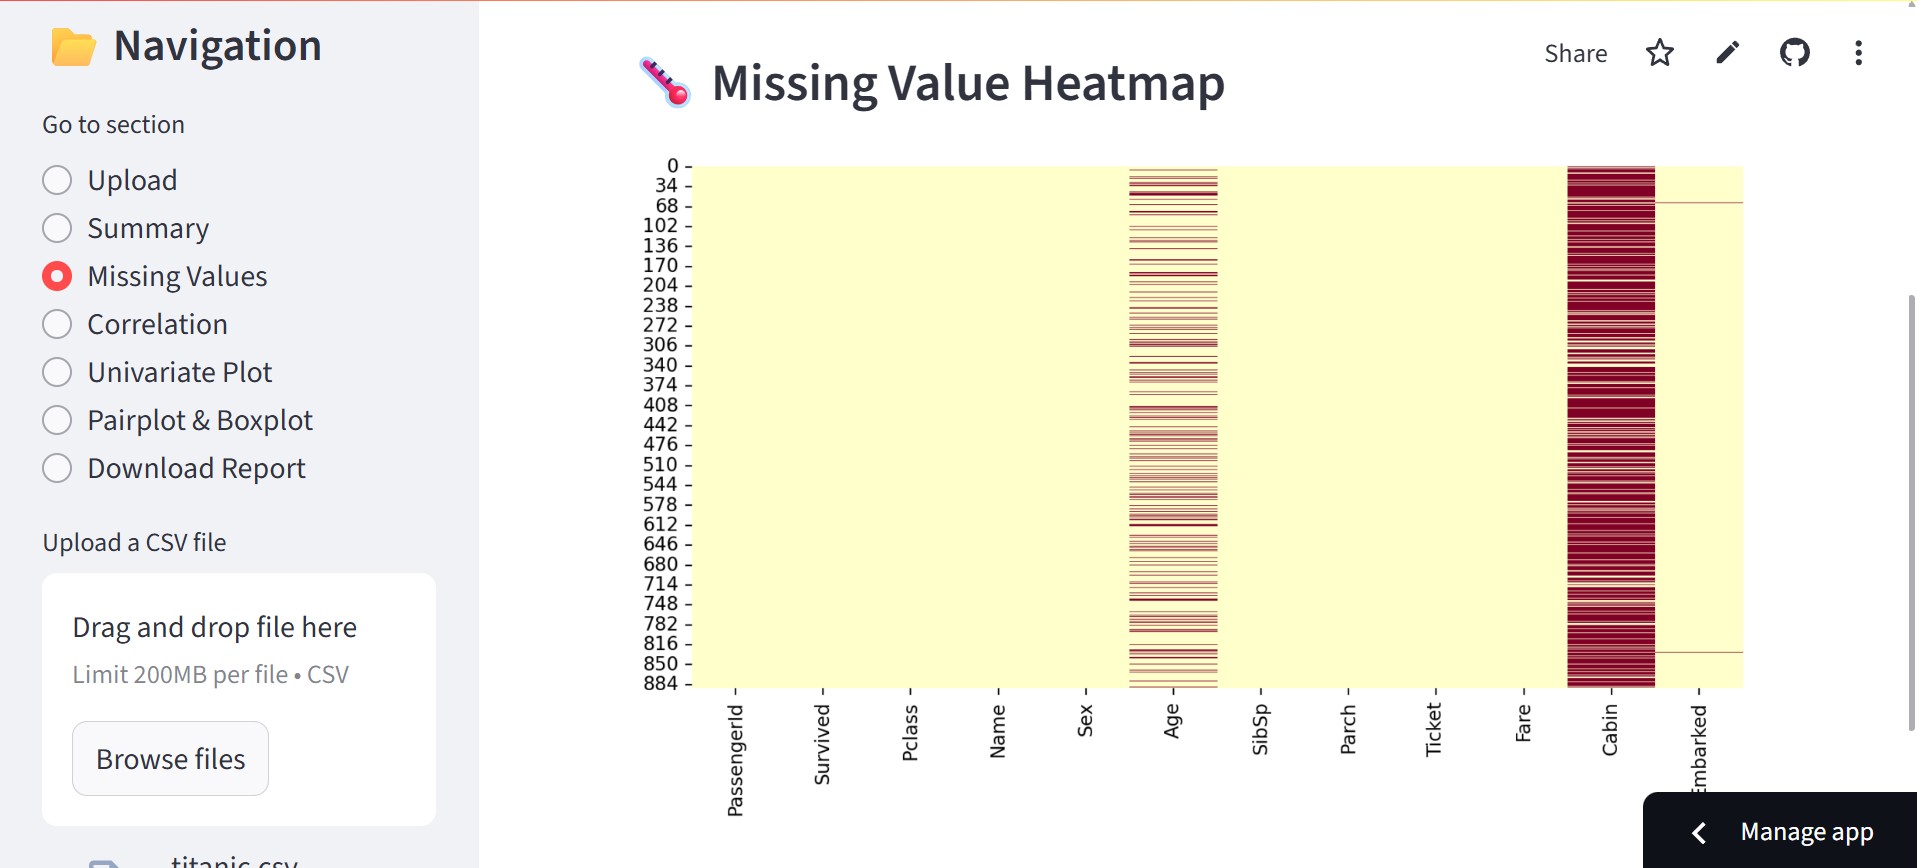 Navigation
Go to section
Upload
Summary
Missing Values
Correlation
Univariate Plot
Pairplot & Boxplot
Download Report
Upload a CSV file
Drag and drop file here
Limit 200MB per file • CSV
Browse files
titanic.csv
Share
Missing Value Heatmap
0
34
68
102
136
170
204
238
272
306
340
374
408
442
476
510
544
578
612
646
680
714
748
782
816
850
884
PassengerId
Survived
Pclass
Name
Sex
Age
SibSp
Parch
Ticket
Fare
Cabin
Embarked
Manage app